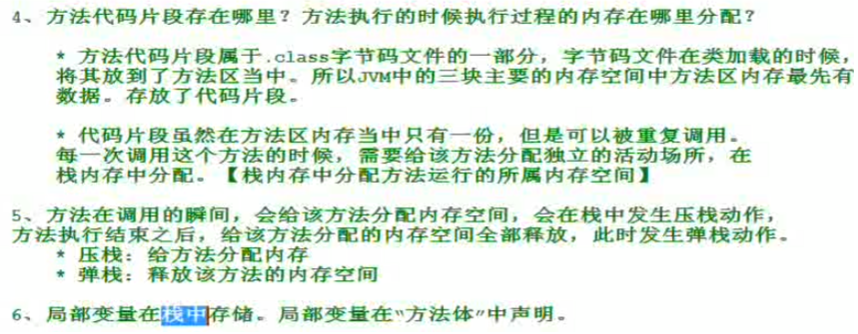 4、方法代码片段存在哪里？方法执行的时候执行过程的内存在哪里分配？
* 方法代码片段属于.class字节码文件的一部分，字节码文件在类加载的时候，
将其放到了方法区当中。所以JVM中的三块主要的内存空间中方法区内存最先有
数据。存放了代码片段。
* 代码片段虽然在方法区内存当中只有一份，但是可以被重复调用。
每一次调用这个方法的时候，需要给该方法分配独立的活动场所，在
栈内存中分配。【栈内存中分配方法运行的所属内存空间】
5、方法在调用的瞬间，会给该方法分配内存空间，会在栈中发生压栈动作，
方法执行结束之后，给该方法分配的内存空间全部释放，此时发生弹栈动作。
* 压栈：给方法分配内存
* 弹栈：释放该方法的内存空间
6、局部变量在栈中存储。局部变量在"方法体"中声明。